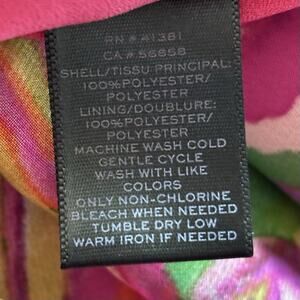 RN# 41381
CA# 56858
SHELL/TISSU PRINCIPAL:
100%POLYESTER/
POLYESTER
LINING/DOUBLURE:
100%POLYESTER/
POLYESTER
MACHINE WASH COLD
GENTLE CYCLE
WASH WITH LIKE
COLORS
ONLY NON-CHLORINE
BLEACH WHEN NEEDED
TUMBLE DRY LOW
WARM IRON IF NEEDED